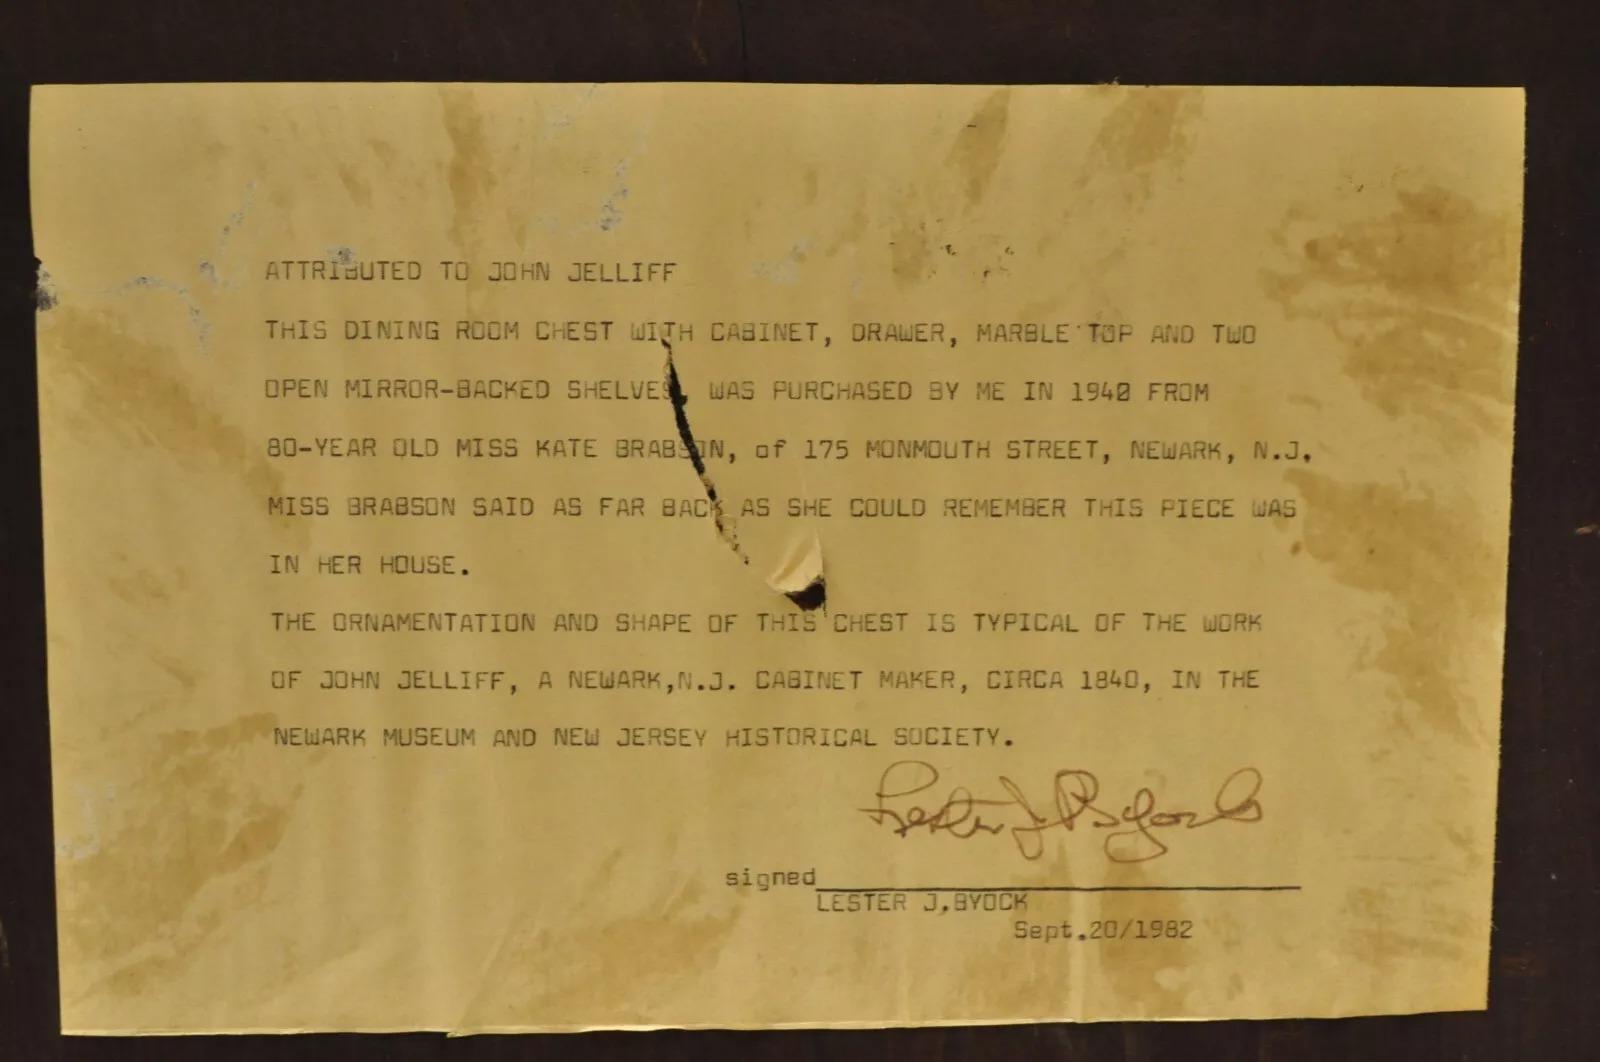 ATTRIBUTED TO JOHN JELLIFF
THIS DINING ROOM CHEST WITH CABINET, DRAWER, MARBLE TOP AND TWO
OPEN MIRROR-BACKED SHELVES, WAS PURCHASED BY ME IN 1940 FROM
80-YEAR OLD MISS KATE BRABSON, of 175 MONMOUTH STREET, NEWARK, N.J.
MISS BRABSON SAID AS FAR BACK AS SHE COULD REMEMBER THIS PIECE WAS
IN HER HOUSE.
THE ORNAMENTATION AND SHAPE OF THIS CHEST IS TYPICAL OF THE WORK
OF JOHN JELLIFF, A NEWARK,N.J. CABINET MAKER, CIRCA 1840, IN THE
NEWARK MUSEUM AND NEW JERSEY HISTORICAL SOCIETY.
Lester J. Byock
signed
LESTER J.BYOCK
Sept.20/1982